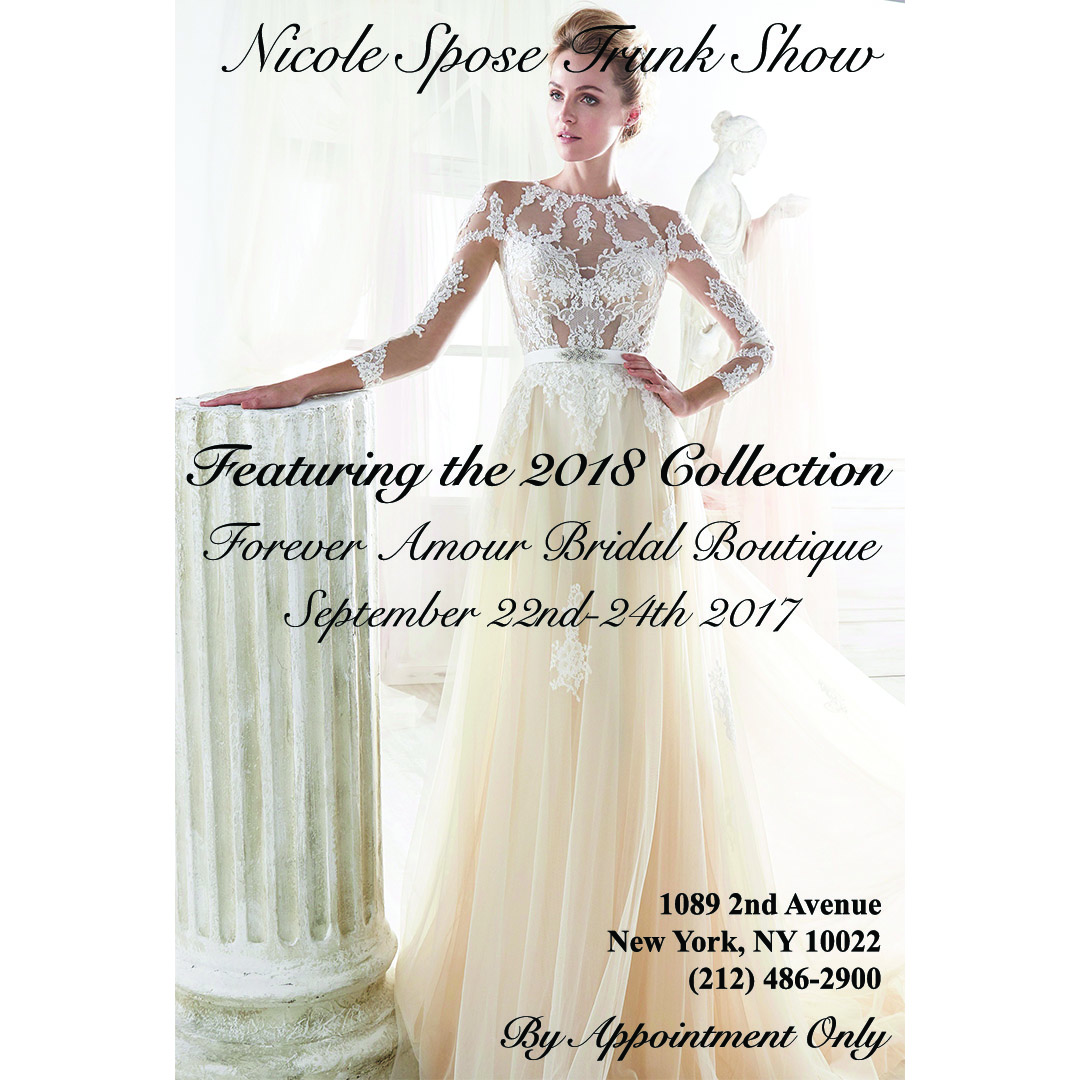 Nicole Spose Trunk Show
Featuring the 2018 Collection
Forever Amour Bridal Boutique
September 22nd-24th 2017
1089 2nd Avenue
New York, NY 10022
(212) 486-2900
By Appointment Only